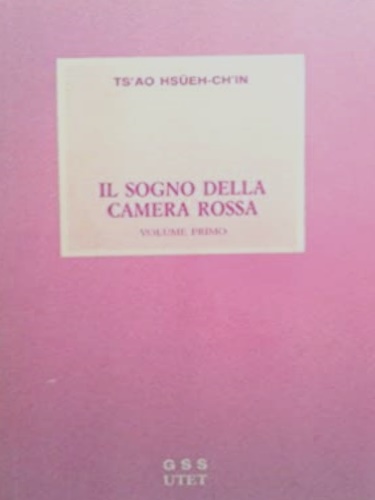 TS'AO HSÜEH-CH'IN
IL SOGNO DELLA
CAMERA ROSSA
VOLUME PRIMO
GSS
UTET